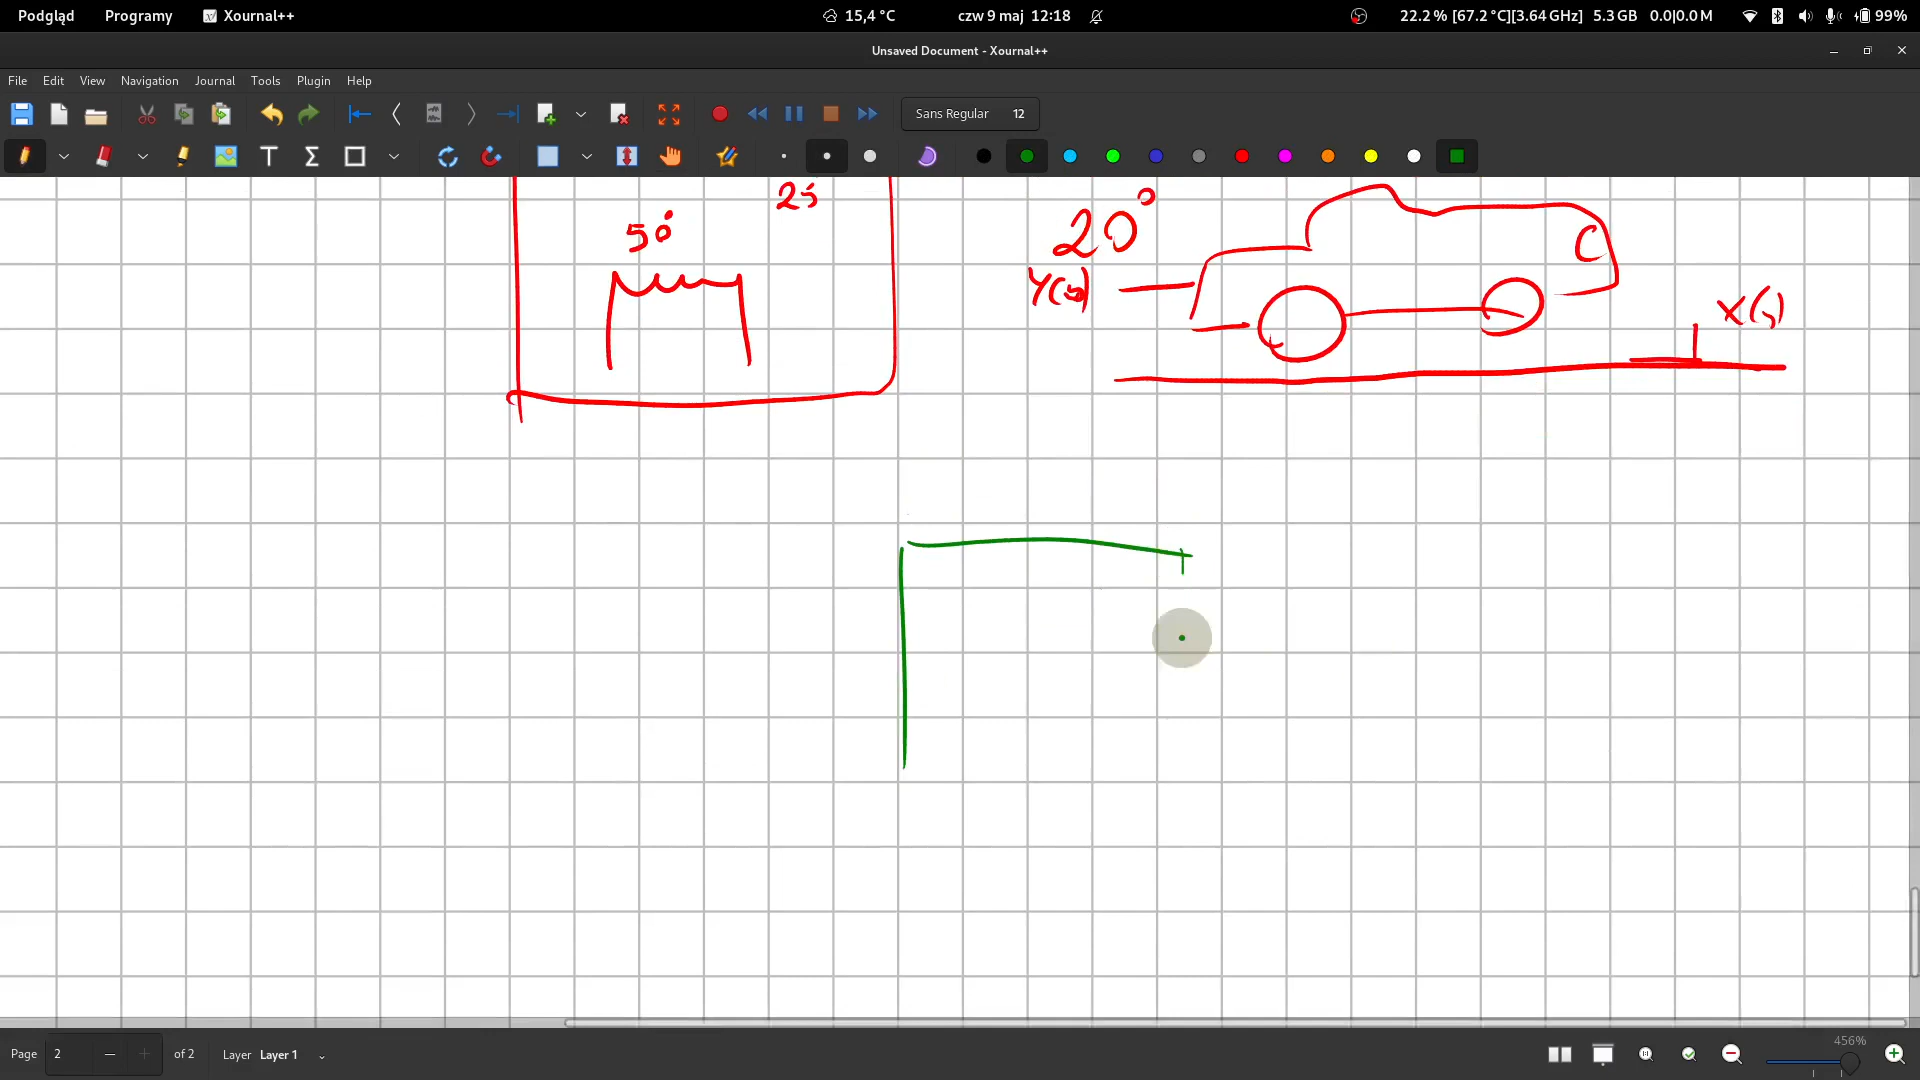 Podgląd Programy Xournal++ 15,4 °C czw 9 maj 12:18 22.2 % [67.2 °C][3.64 GHz] 5.3 GB 0.0|0.0 M 99%
Unsaved Document - Xournal++
File Edit View Navigation Journal Tools Plugin Help
Sans Regular 12
25
50° 20° C
Y(s) X(s)
Page 2 of 2 Layer Layer 1 456%